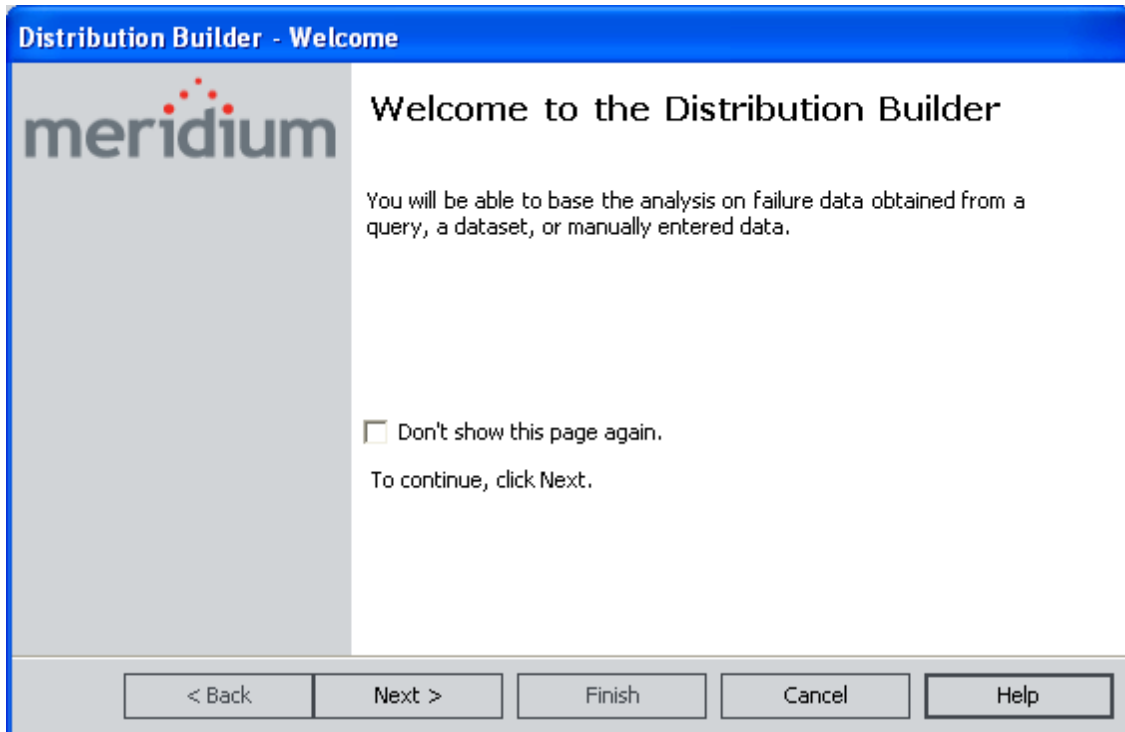 Distribution Builder - Welcome
meridium
Welcome to the Distribution Builder
You will be able to base the analysis on failure data obtained from a
query, a dataset, or manually entered data.
Don't show this page again.
To continue, click Next.
< Back
Next >
Finish
Cancel
Help